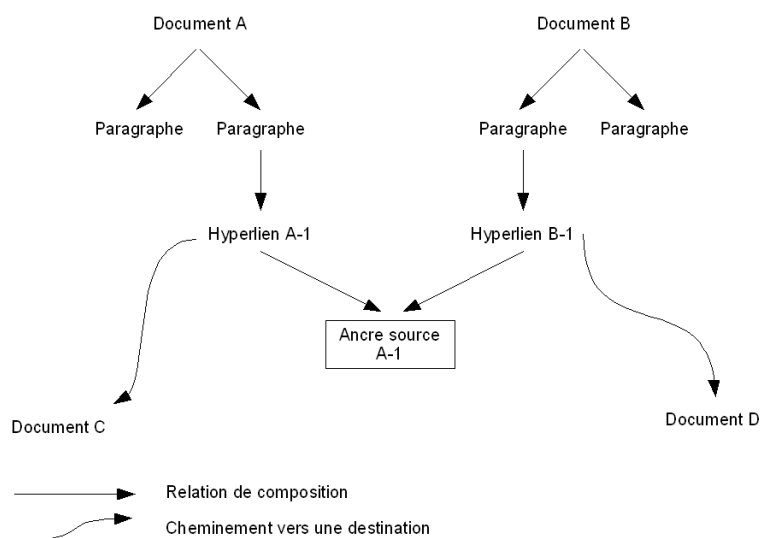 Document A
Document B
Paragraphe
Paragraphe
Paragraphe
Paragraphe
Hyperlien A-1
Hyperlien B-1
Ancre source
A-1
Document C
Document D
Relation de composition
Cheminement vers une destination